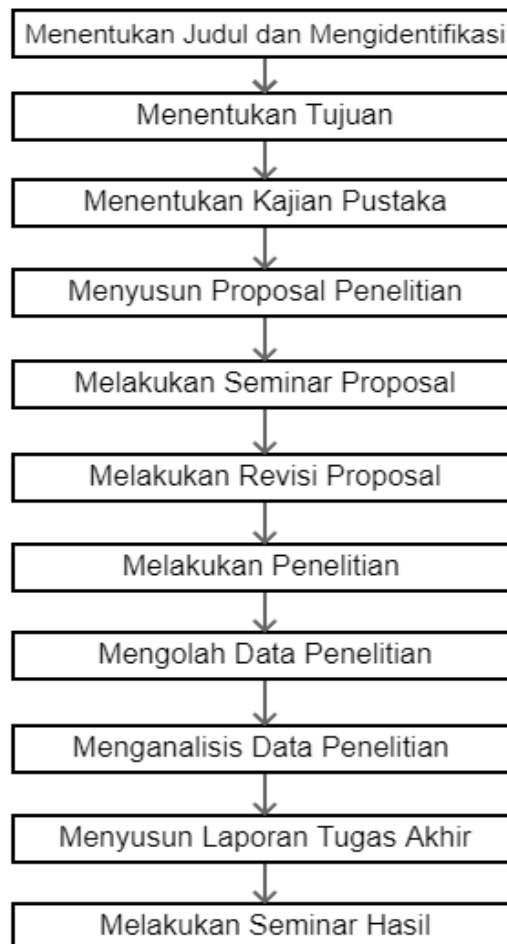 Menentukan Judul dan Mengidentifikasi
Menentukan Tujuan
Menentukan Kajian Pustaka
Menyusun Proposal Penelitian
Melakukan Seminar Proposal
Melakukan Revisi Proposal
Melakukan Penelitian
Mengolah Data Penelitian
Menganalisis Data Penelitian
Menyusun Laporan Tugas Akhir
Melakukan Seminar Hasil